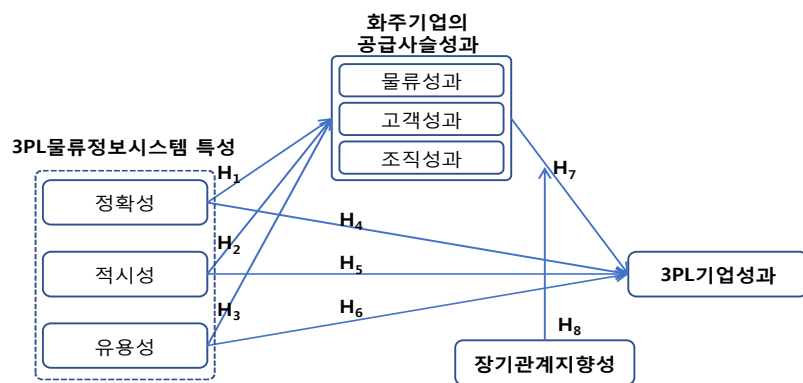 화주기업의
공급사슬성과
물류성과
고객성과
조직성과
3PL물류정보시스템 특성
정확성
적시성
유용성
H₁
H₂
H₃
H₄
H₅
H₆
H₇
H₈
3PL기업성과
장기관계지향성